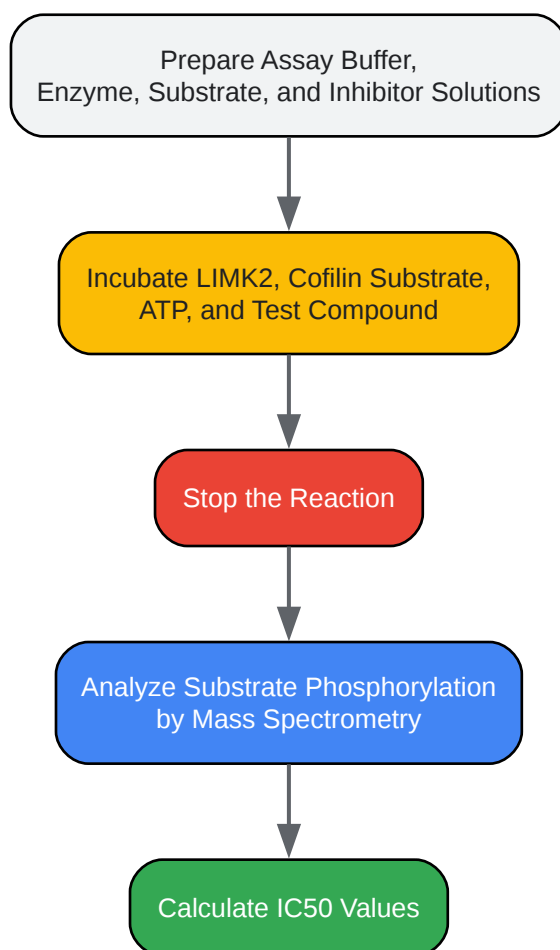 Prepare Assay Buffer,
Enzyme, Substrate, and Inhibitor Solutions
Incubate LIMK2, Cofilin Substrate,
ATP, and Test Compound
Stop the Reaction
Analyze Substrate Phosphorylation
by Mass Spectrometry
Calculate IC50 Values